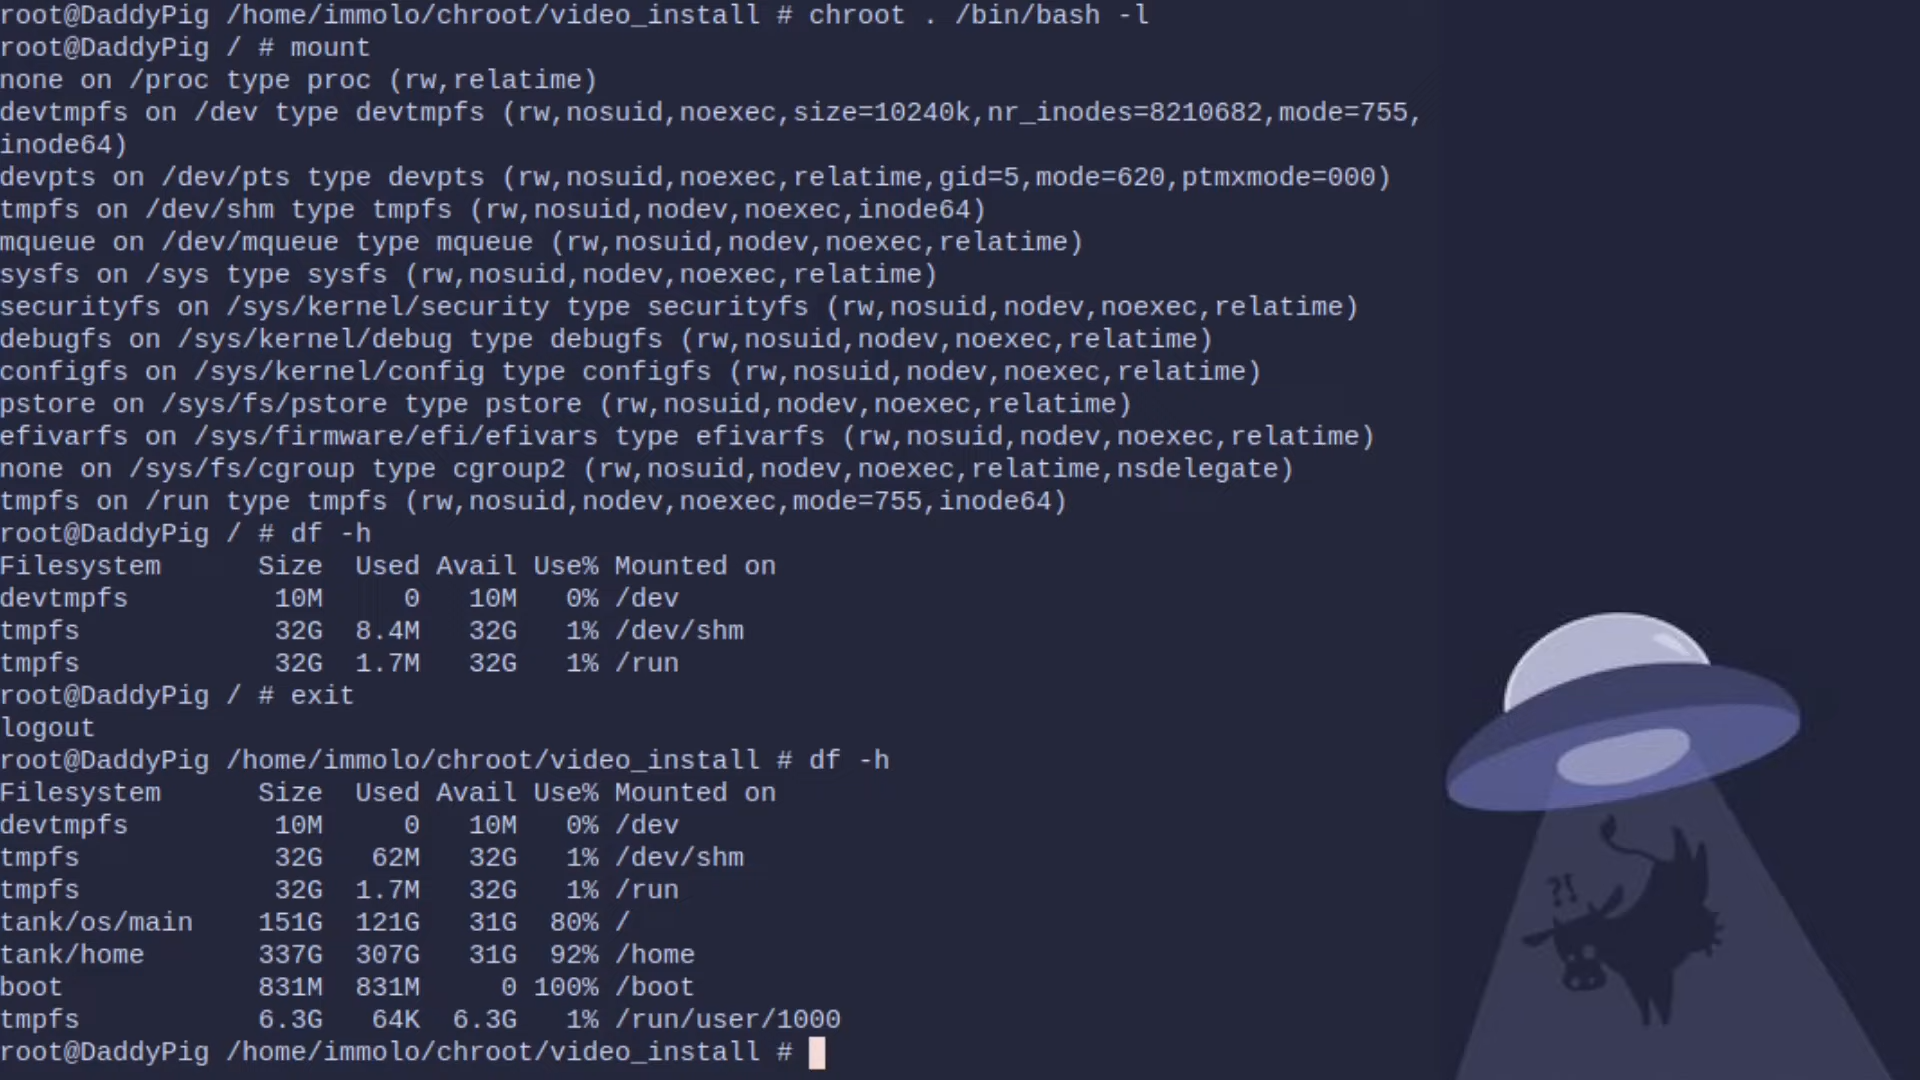 root@DaddyPig /home/immolo/chroot/video_install # chroot . /bin/bash -l
root@DaddyPig / # mount
none on /proc type proc (rw,relatime)
devtmpfs on /dev type devtmpfs (rw,nosuid,noexec,size=10240k,nr_inodes=8210682,mode=755,
inode64)
devpts on /dev/pts type devpts (rw,nosuid,noexec,relatime,gid=5,mode=620,ptmxmode=000)
tmpfs on /dev/shm type tmpfs (rw,nosuid,nodev,noexec,inode64)
mqueue on /dev/mqueue type mqueue (rw,nosuid,nodev,noexec,relatime)
sysfs on /sys type sysfs (rw,nosuid,nodev,noexec,relatime)
securityfs on /sys/kernel/security type securityfs (rw,nosuid,nodev,noexec,relatime)
debugfs on /sys/kernel/debug type debugfs (rw,nosuid,nodev,noexec,relatime)
configfs on /sys/kernel/config type configfs (rw,nosuid,nodev,noexec,relatime)
pstore on /sys/fs/pstore type pstore (rw,nosuid,nodev,noexec,relatime)
efivarfs on /sys/firmware/efi/efivars type efivarfs (rw,nosuid,nodev,noexec,relatime)
none on /sys/fs/cgroup type cgroup2 (rw,nosuid,nodev,noexec,relatime,nsdelegate)
tmpfs on /run type tmpfs (rw,nosuid,nodev,noexec,mode=755,inode64)
root@DaddyPig / # df -h
Filesystem      Size  Used Avail Use% Mounted on
devtmpfs         10M     0   10M   0% /dev
tmpfs            32G  8.4M   32G   1% /dev/shm
tmpfs            32G  1.7M   32G   1% /run
root@DaddyPig / # exit
logout
root@DaddyPig /home/immolo/chroot/video_install # df -h
Filesystem      Size  Used Avail Use% Mounted on
devtmpfs         10M     0   10M   0% /dev
tmpfs            32G   62M   32G   1% /dev/shm
tmpfs            32G  1.7M   32G   1% /run
tank/os/main    151G  121G   31G  80% /
tank/home       337G  307G   31G  92% /home
boot            831M  831M     0 100% /boot
tmpfs           6.3G   64K  6.3G   1% /run/user/1000
root@DaddyPig /home/immolo/chroot/video_install #
?!